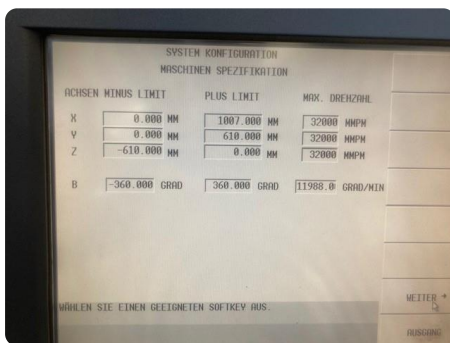 SYSTEM KONFIGURATION
MASCHINEN SPEZIFIKATION
ACHSEN MINUS LIMIT PLUS LIMIT MAX. DREHZAHL
X 0.000 MM 1007.000 MM 32000 MMPM
Y 0.000 MM 610.000 MM 32000 MMPM
Z -610.000 MM 0.000 MM 32000 MMPM
B -360.000 GRAD 360.000 GRAD 11988.0 GRAD/MIN
WÄHLEN SIE EINEN GEEIGNETEN SOFTKEY AUS.
WEITER
AUSGANG